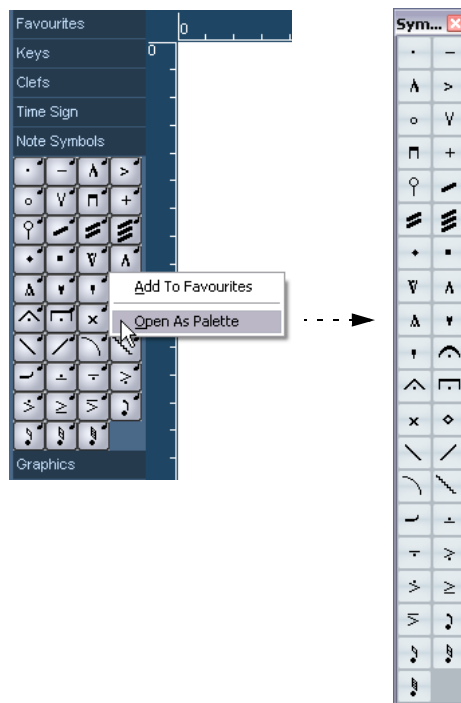 Favourites
Keys
Clefs
Time Sign
Note Symbols
Add To Favourites
Open As Palette
Graphics
0
0
Sym...